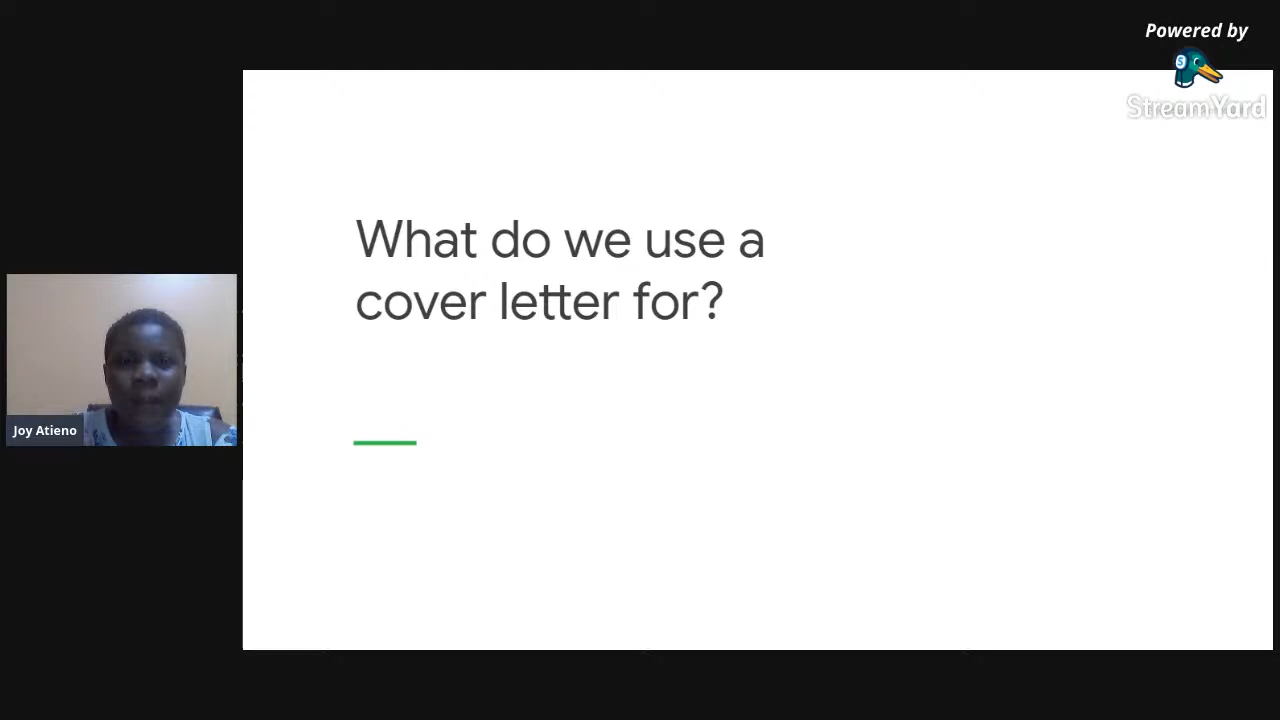 Powered by
S
StreamYard
What do we use a
cover letter for?
Joy Atieno